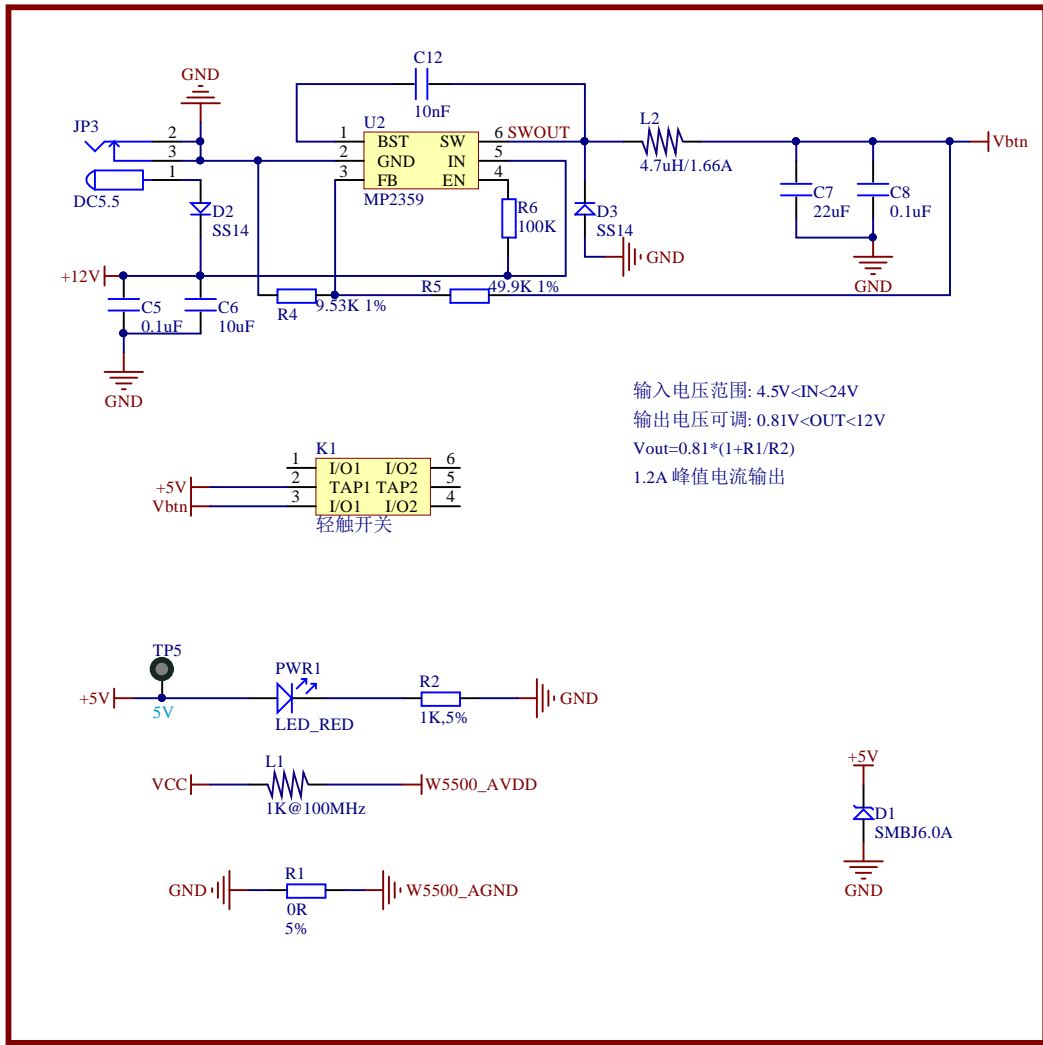 C12
10nF
GND
JP3
2
3
1
DC5.5
U2
1 BST SW 6 SWOUT
2 GND IN 5
3 FB EN 4
MP2359
L2
4.7uH/1.66A
Vbtn
C7
22uF
C8
0.1uF
GND
D2
SS14
R6
100K
D3
SS14
GND
+12V
C5
0.1uF
C6
10uF
R4
9.53K 1%
R5
49.9K 1%
GND
输入电压范围: 4.5V<IN<24V
输出电压可调: 0.81V<OUT<12V
Vout=0.81*(1+R1/R2)
1.2A 峰值电流输出
K1
1 I/O1 I/O2 6
+5V 2 TAP1 TAP2 5
Vbtn 3 I/O1 I/O2 4
轻触开关
TP5
+5V
5V
PWR1
LED_RED
R2
1K,5%
GND
VCC
L1
1K@100MHz
W5500_AVDD
+5V
D1
SMBJ6.0A
GND
GND
R1
0R
5%
W5500_AGND